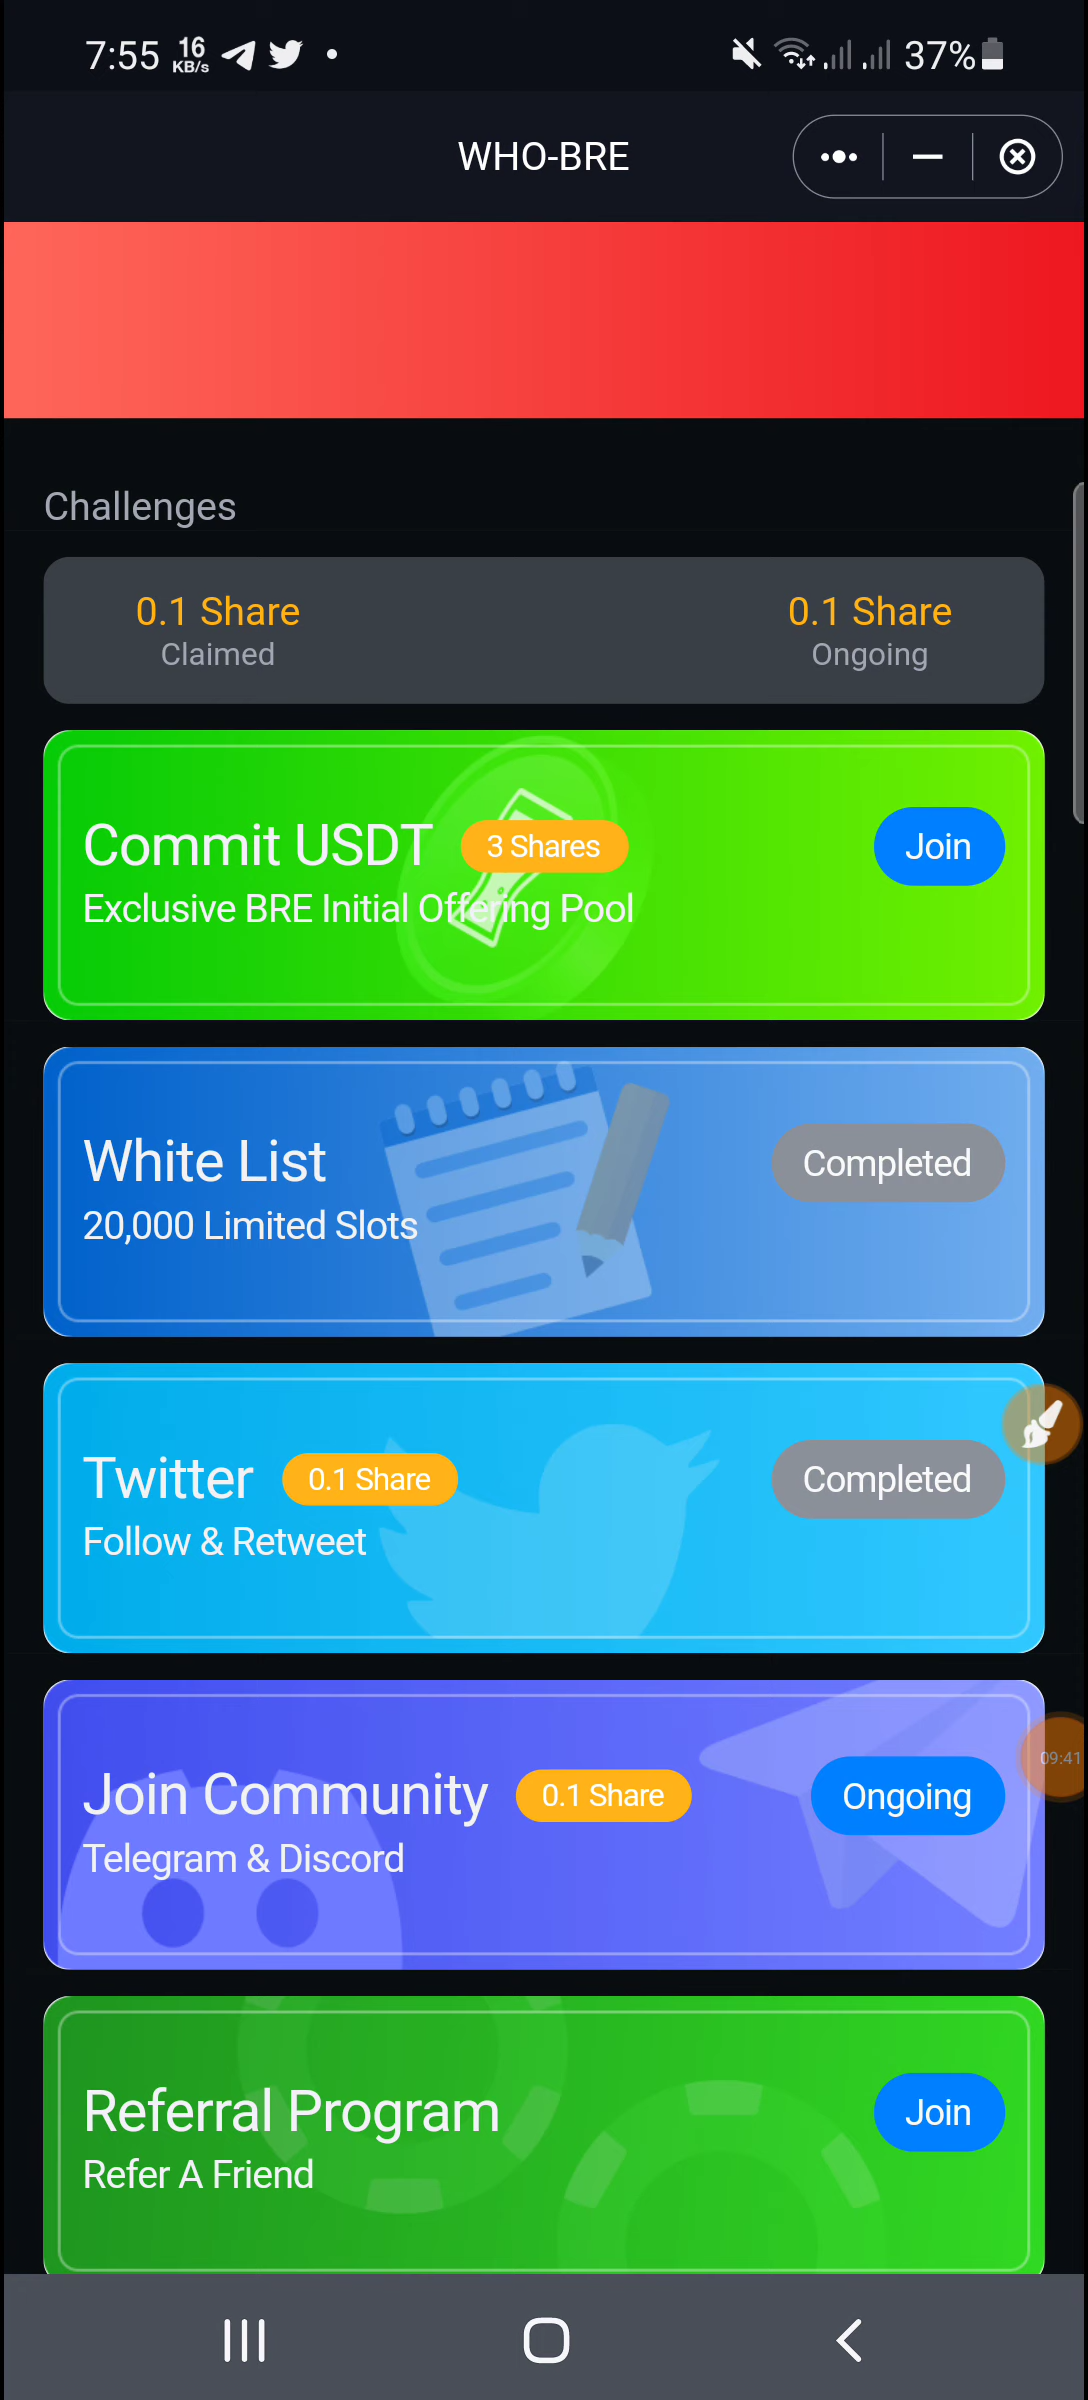 7:55 16 KB/s 37%
WHO-BRE
Challenges
0.1 Share 0.1 Share
Claimed Ongoing
Commit USDT 3 Shares Join
Exclusive BRE Initial Offering Pool
White List Completed
20,000 Limited Slots
Twitter 0.1 Share Completed
Follow & Retweet
09:41
Join Community 0.1 Share Ongoing
Telegram & Discord
Referral Program Join
Refer A Friend